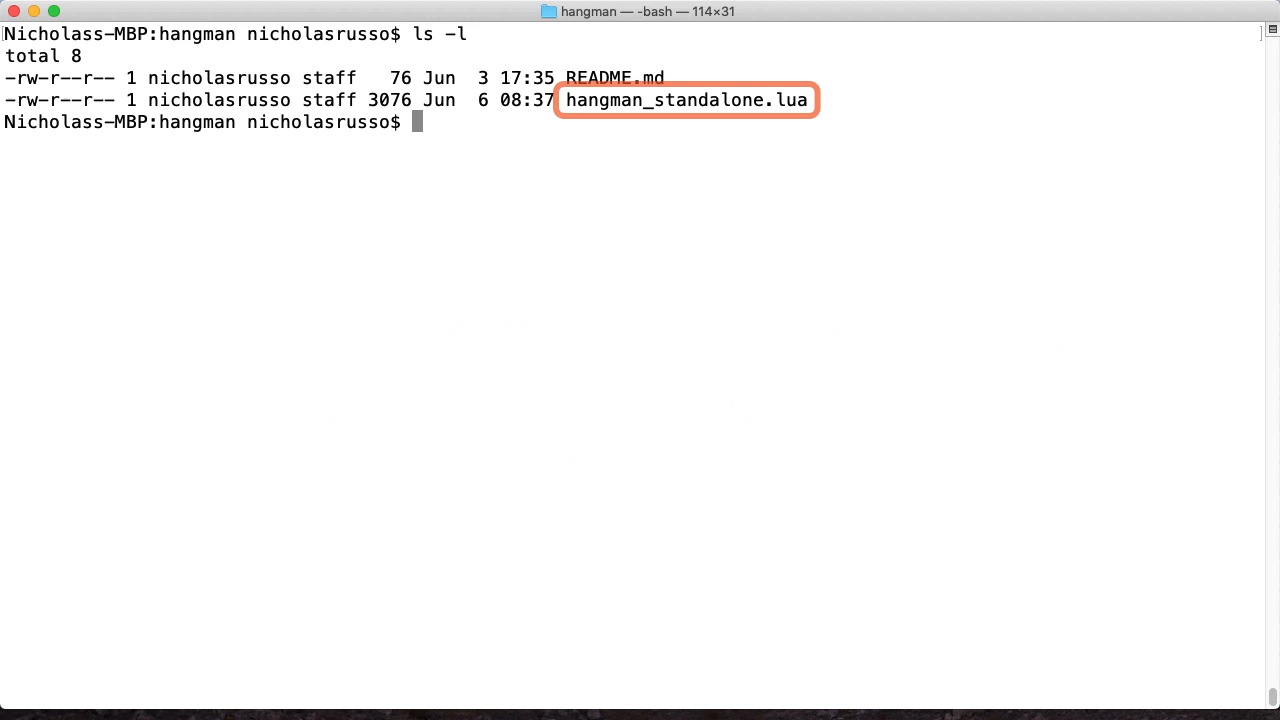 hangman — -bash — 114×31
Nicholass-MBP:hangman nicholasrusso$ ls -l
total 8
-rw-r--r-- 1 nicholasrusso staff   76 Jun  3 17:35 README.md
-rw-r--r-- 1 nicholasrusso staff 3076 Jun  6 08:37 hangman_standalone.lua
Nicholass-MBP:hangman nicholasrusso$